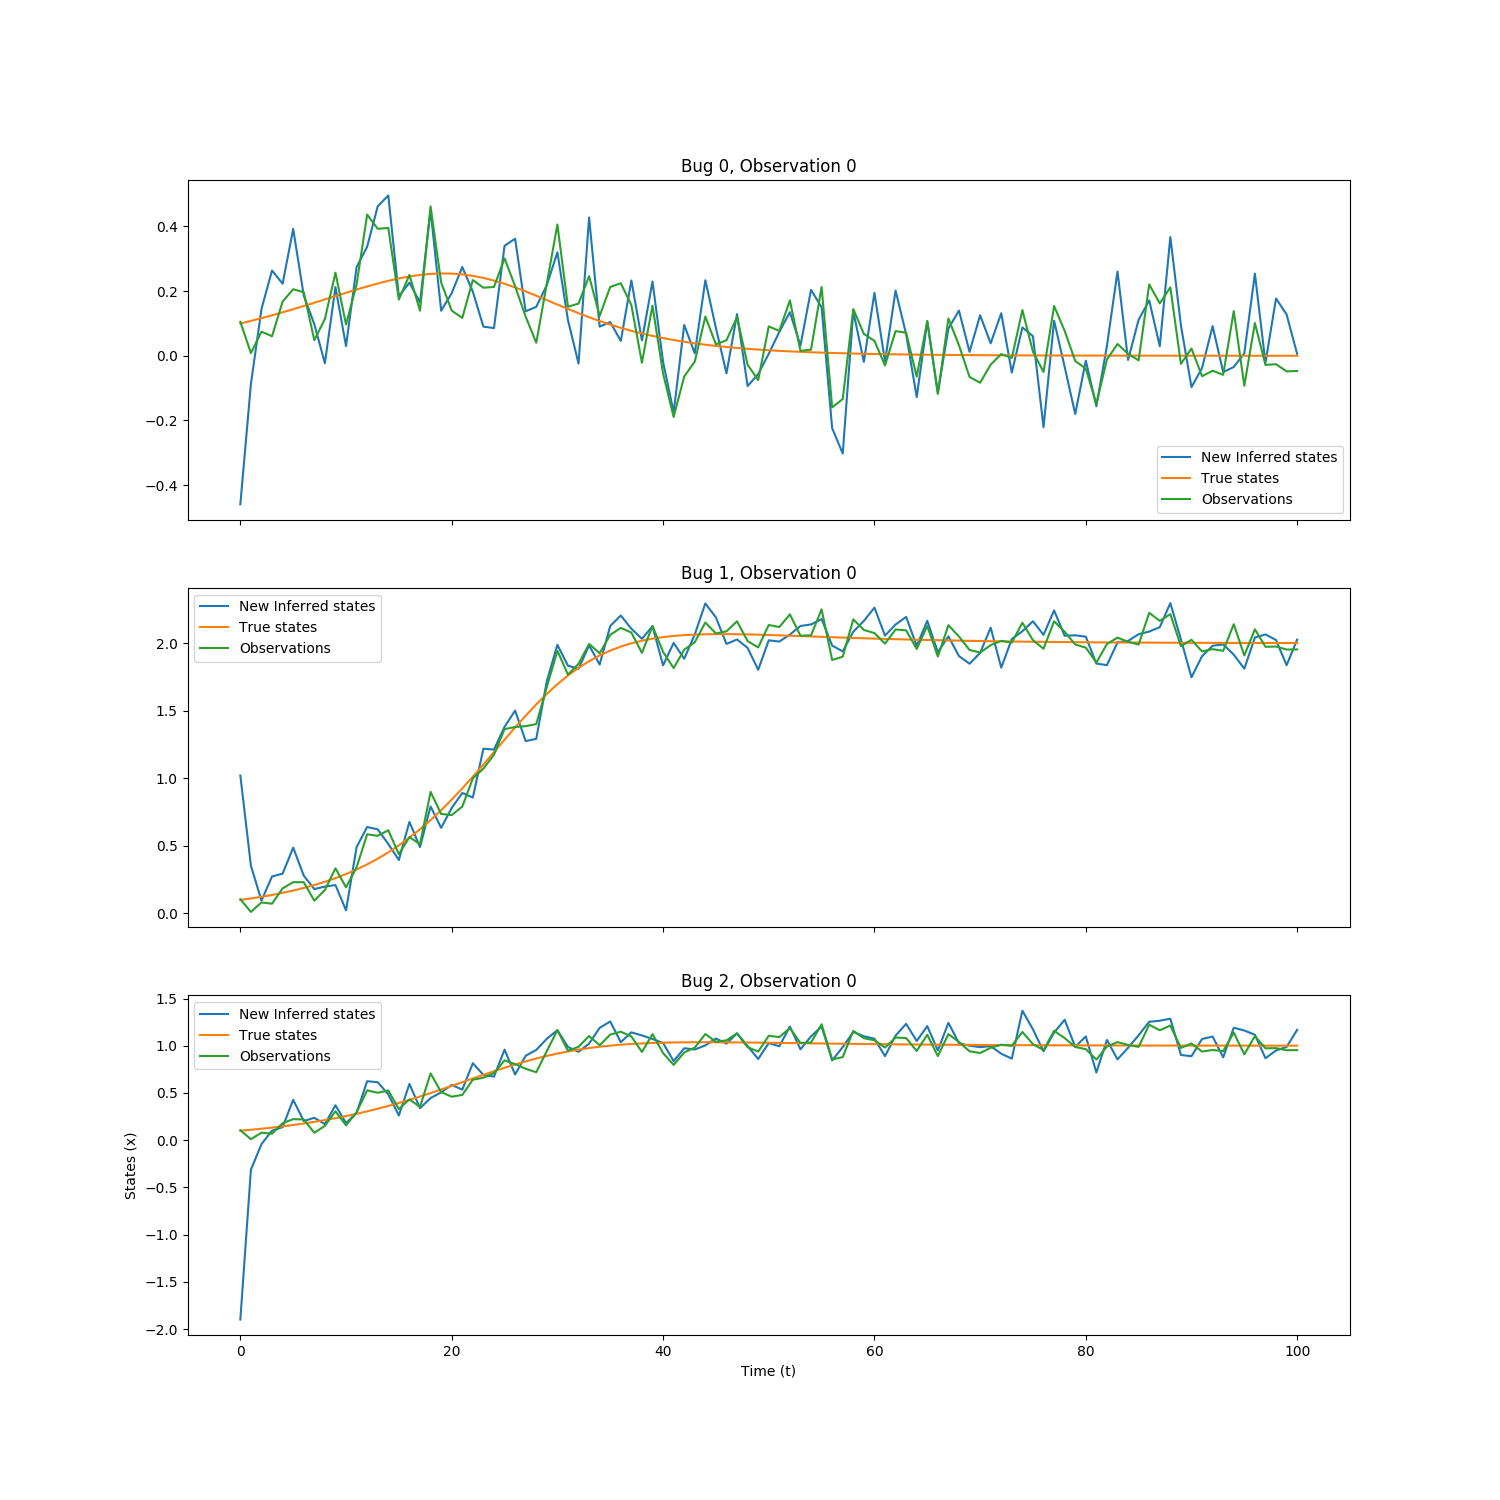 Bug 0, Observation 0
0.4
0.2
0.0
−0.2
−0.4
New Inferred states
True states
Observations
Bug 1, Observation 0
New Inferred states
True states
Observations
2.0
1.5
1.0
0.5
0.0
Bug 2, Observation 0
New Inferred states
True states
Observations
1.5
1.0
0.5
0.0
−0.5
−1.0
−1.5
−2.0
States (x)
0 20 40 60 80 100
Time (t)